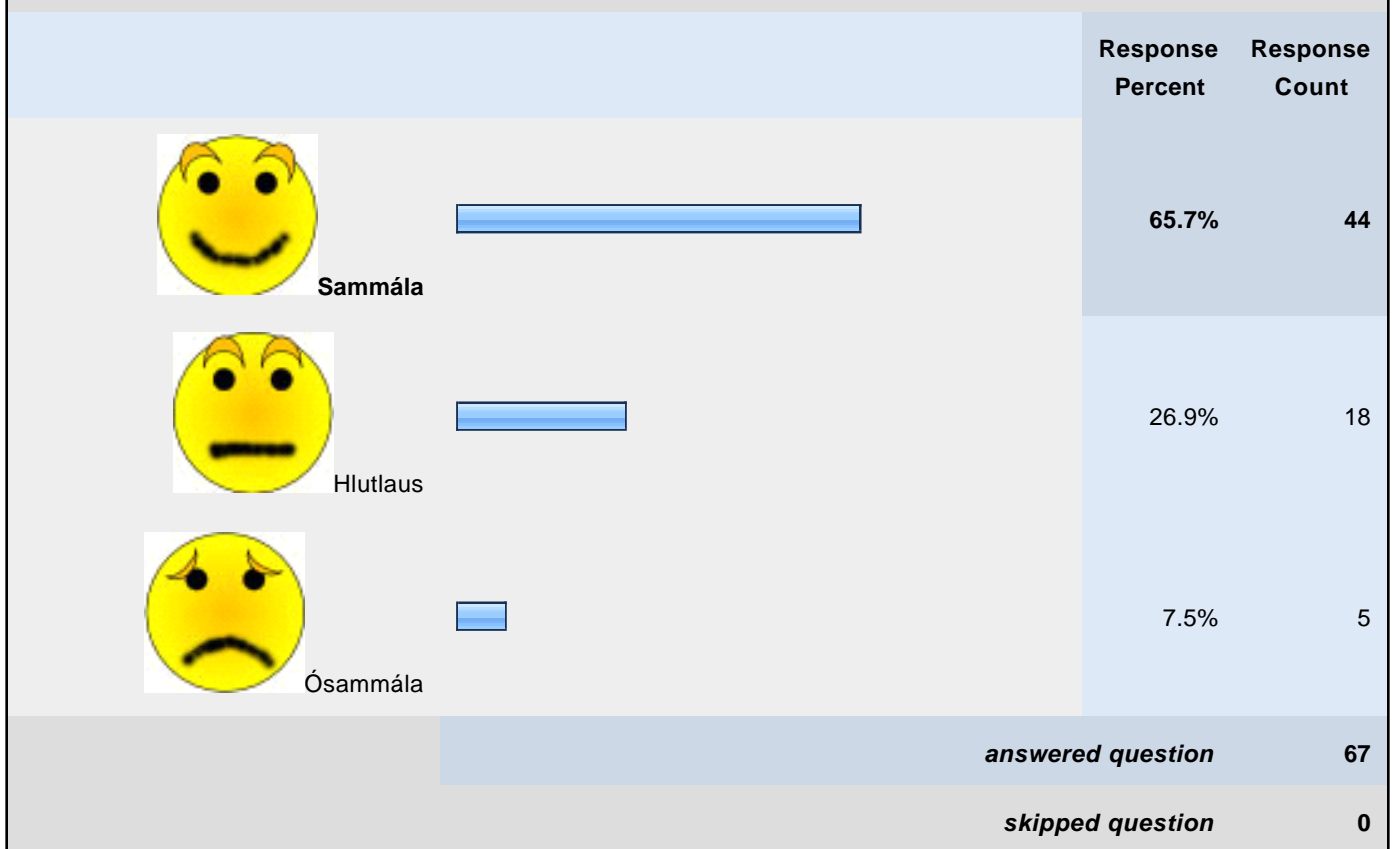 Response Response
Percent Count
Sammála 65.7% 44
Hlutlaus 26.9% 18
Ósammála 7.5% 5
answered question 67
skipped question 0